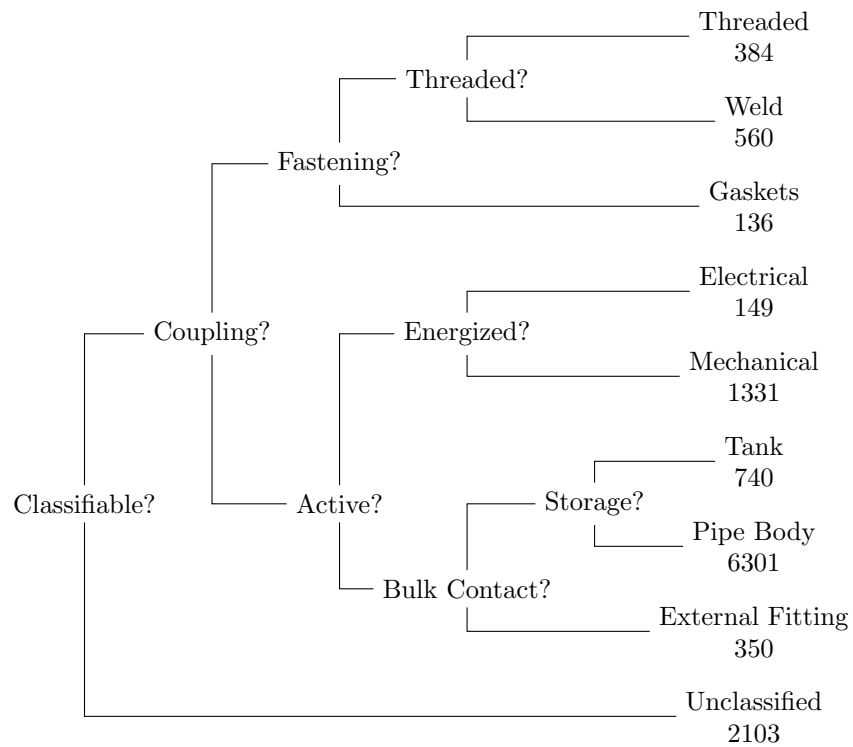 Threaded
384
Threaded?
Weld
560
Fastening?
Gaskets
136
Electrical
149
Coupling?
Energized?
Mechanical
1331
Tank
740
Classifiable?
Active?
Storage?
Pipe Body
6301
Bulk Contact?
External Fitting
350
Unclassified
2103